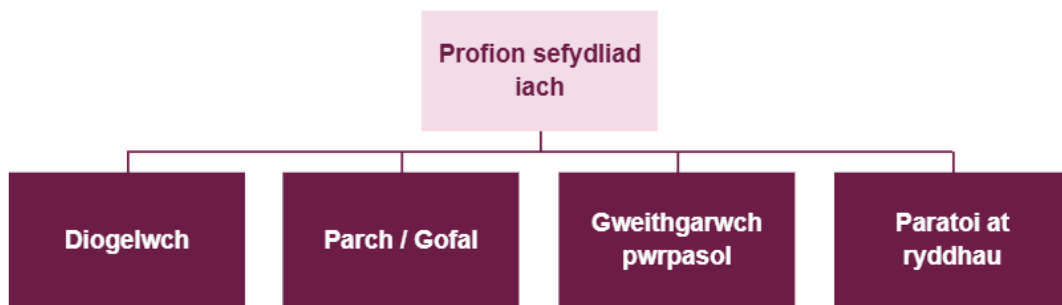 Profion sefydliad
iach
Diogelwch
Parch / Gofal
Gweithgarwch
pwrpasol
Paratoi at
ryddhau